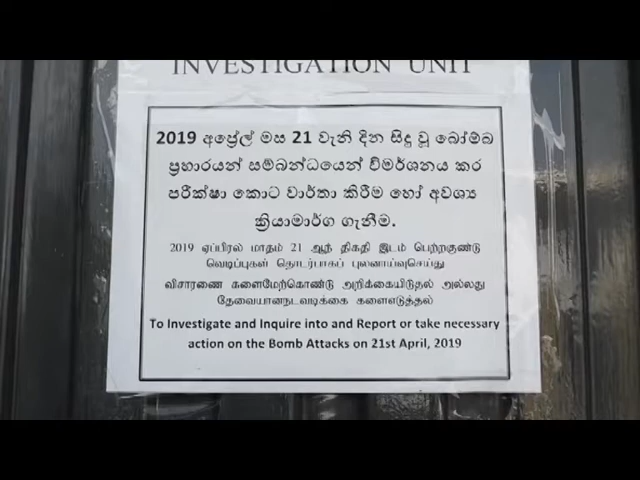 INVESTIGATION UNIT
2019 අප්‍රේල් මස 21 වැනි දින සිදු වූ බෝම්බ
ප්‍රහාරයන් සම්බන්ධයෙන් විමර්ශනය කර
පරීක්ෂා කොට වාර්තා කිරීම හෝ අවශ්‍ය
ක්‍රියාමාර්ග ගැනීම.
2019 ஏப்பிரல் மாதம் 21 ஆந் திகதி இடம் பெற்றகுண்டு
வெடிப்புகள் தொடர்பாகப் புலனாய்வுசெய்து
விசாரணை களைமேற்கொண்டு அறிக்கையிடுதல் அல்லது
தேவையானநடவடிக்கை களைஎடுத்தல்
To Investigate and Inquire into and Report or take necessary
action on the Bomb Attacks on 21st April, 2019